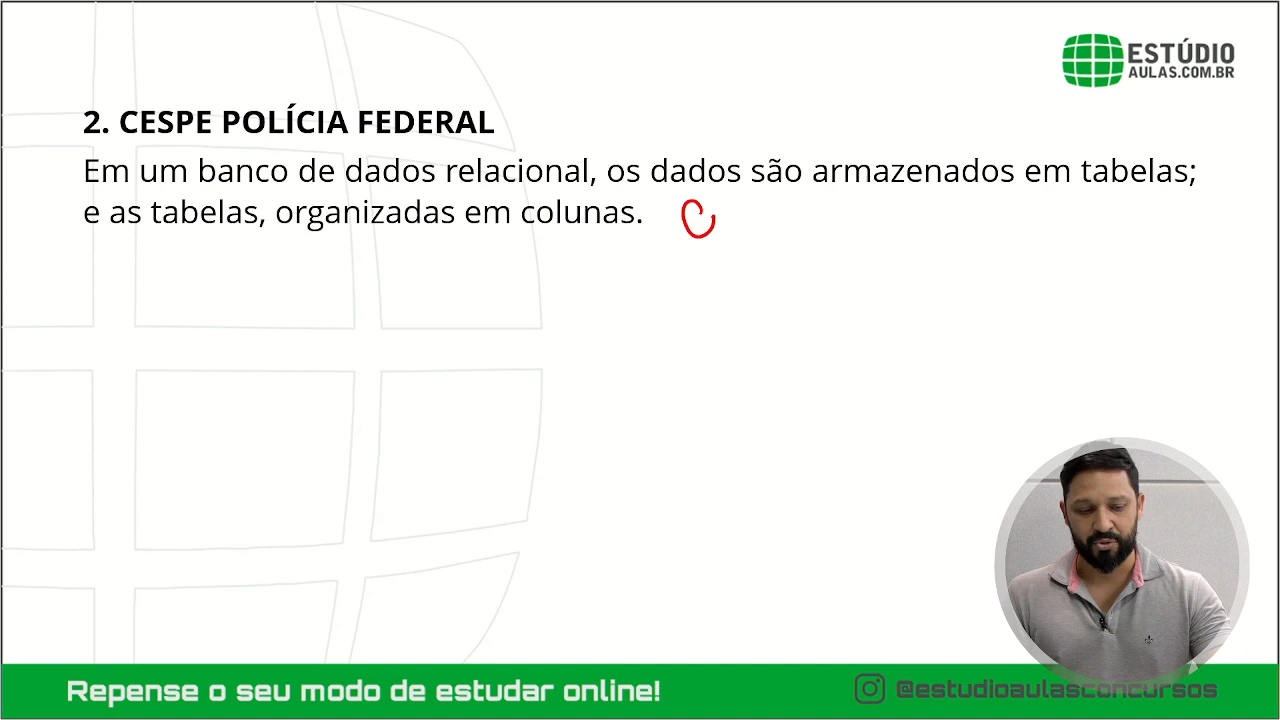 ESTÚDIO
AULAS.COM.BR
2. CESPE POLÍCIA FEDERAL
Em um banco de dados relacional, os dados são armazenados em tabelas;
e as tabelas, organizadas em colunas. C
Repense o seu modo de estudar online!
@estudioaulasconcursos